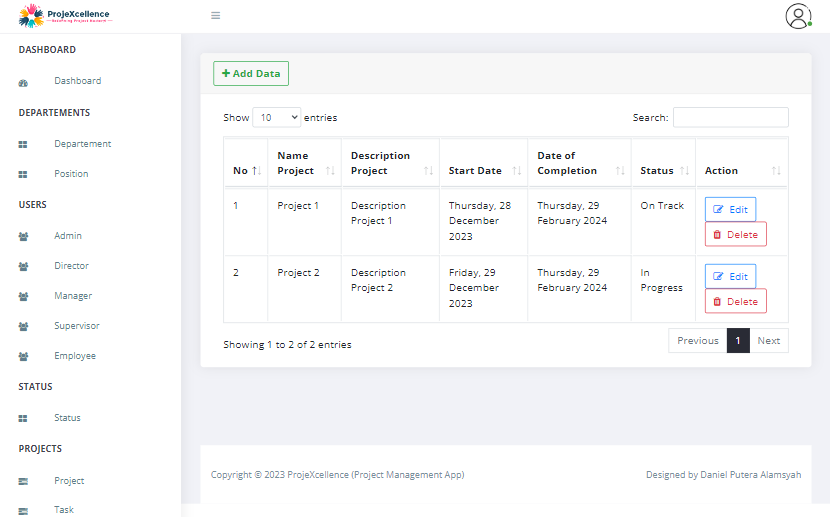 ProjeXcellence
DASHBOARD
Dashboard
DEPARTEMENTS
Departement
Position
USERS
Admin
Director
Manager
Supervisor
Employee
STATUS
Status
PROJECTS
Project
Task
+ Add Data
Show 10 entries
Search:
No Name Project Description Project Start Date Date of Completion Status Action
1 Project 1 Description Project 1 Thursday, 28 December 2023 Thursday, 29 February 2024 On Track Edit Delete
2 Project 2 Description Project 2 Friday, 29 December 2023 Thursday, 29 February 2024 In Progress Edit Delete
Showing 1 to 2 of 2 entries
Previous 1 Next
Copyright © 2023 ProjeXcellence (Project Management App)
Designed by Daniel Putera Alamsyah